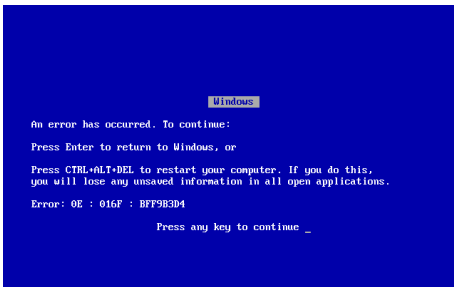 Windows
An error has occurred. To continue:
Press Enter to return to Windows, or
Press CTRL+ALT+DEL to restart your computer. If you do this,
you will lose any unsaved information in all open applications.
Error: 0E : 016F : BFF9B3D4
Press any key to continue _